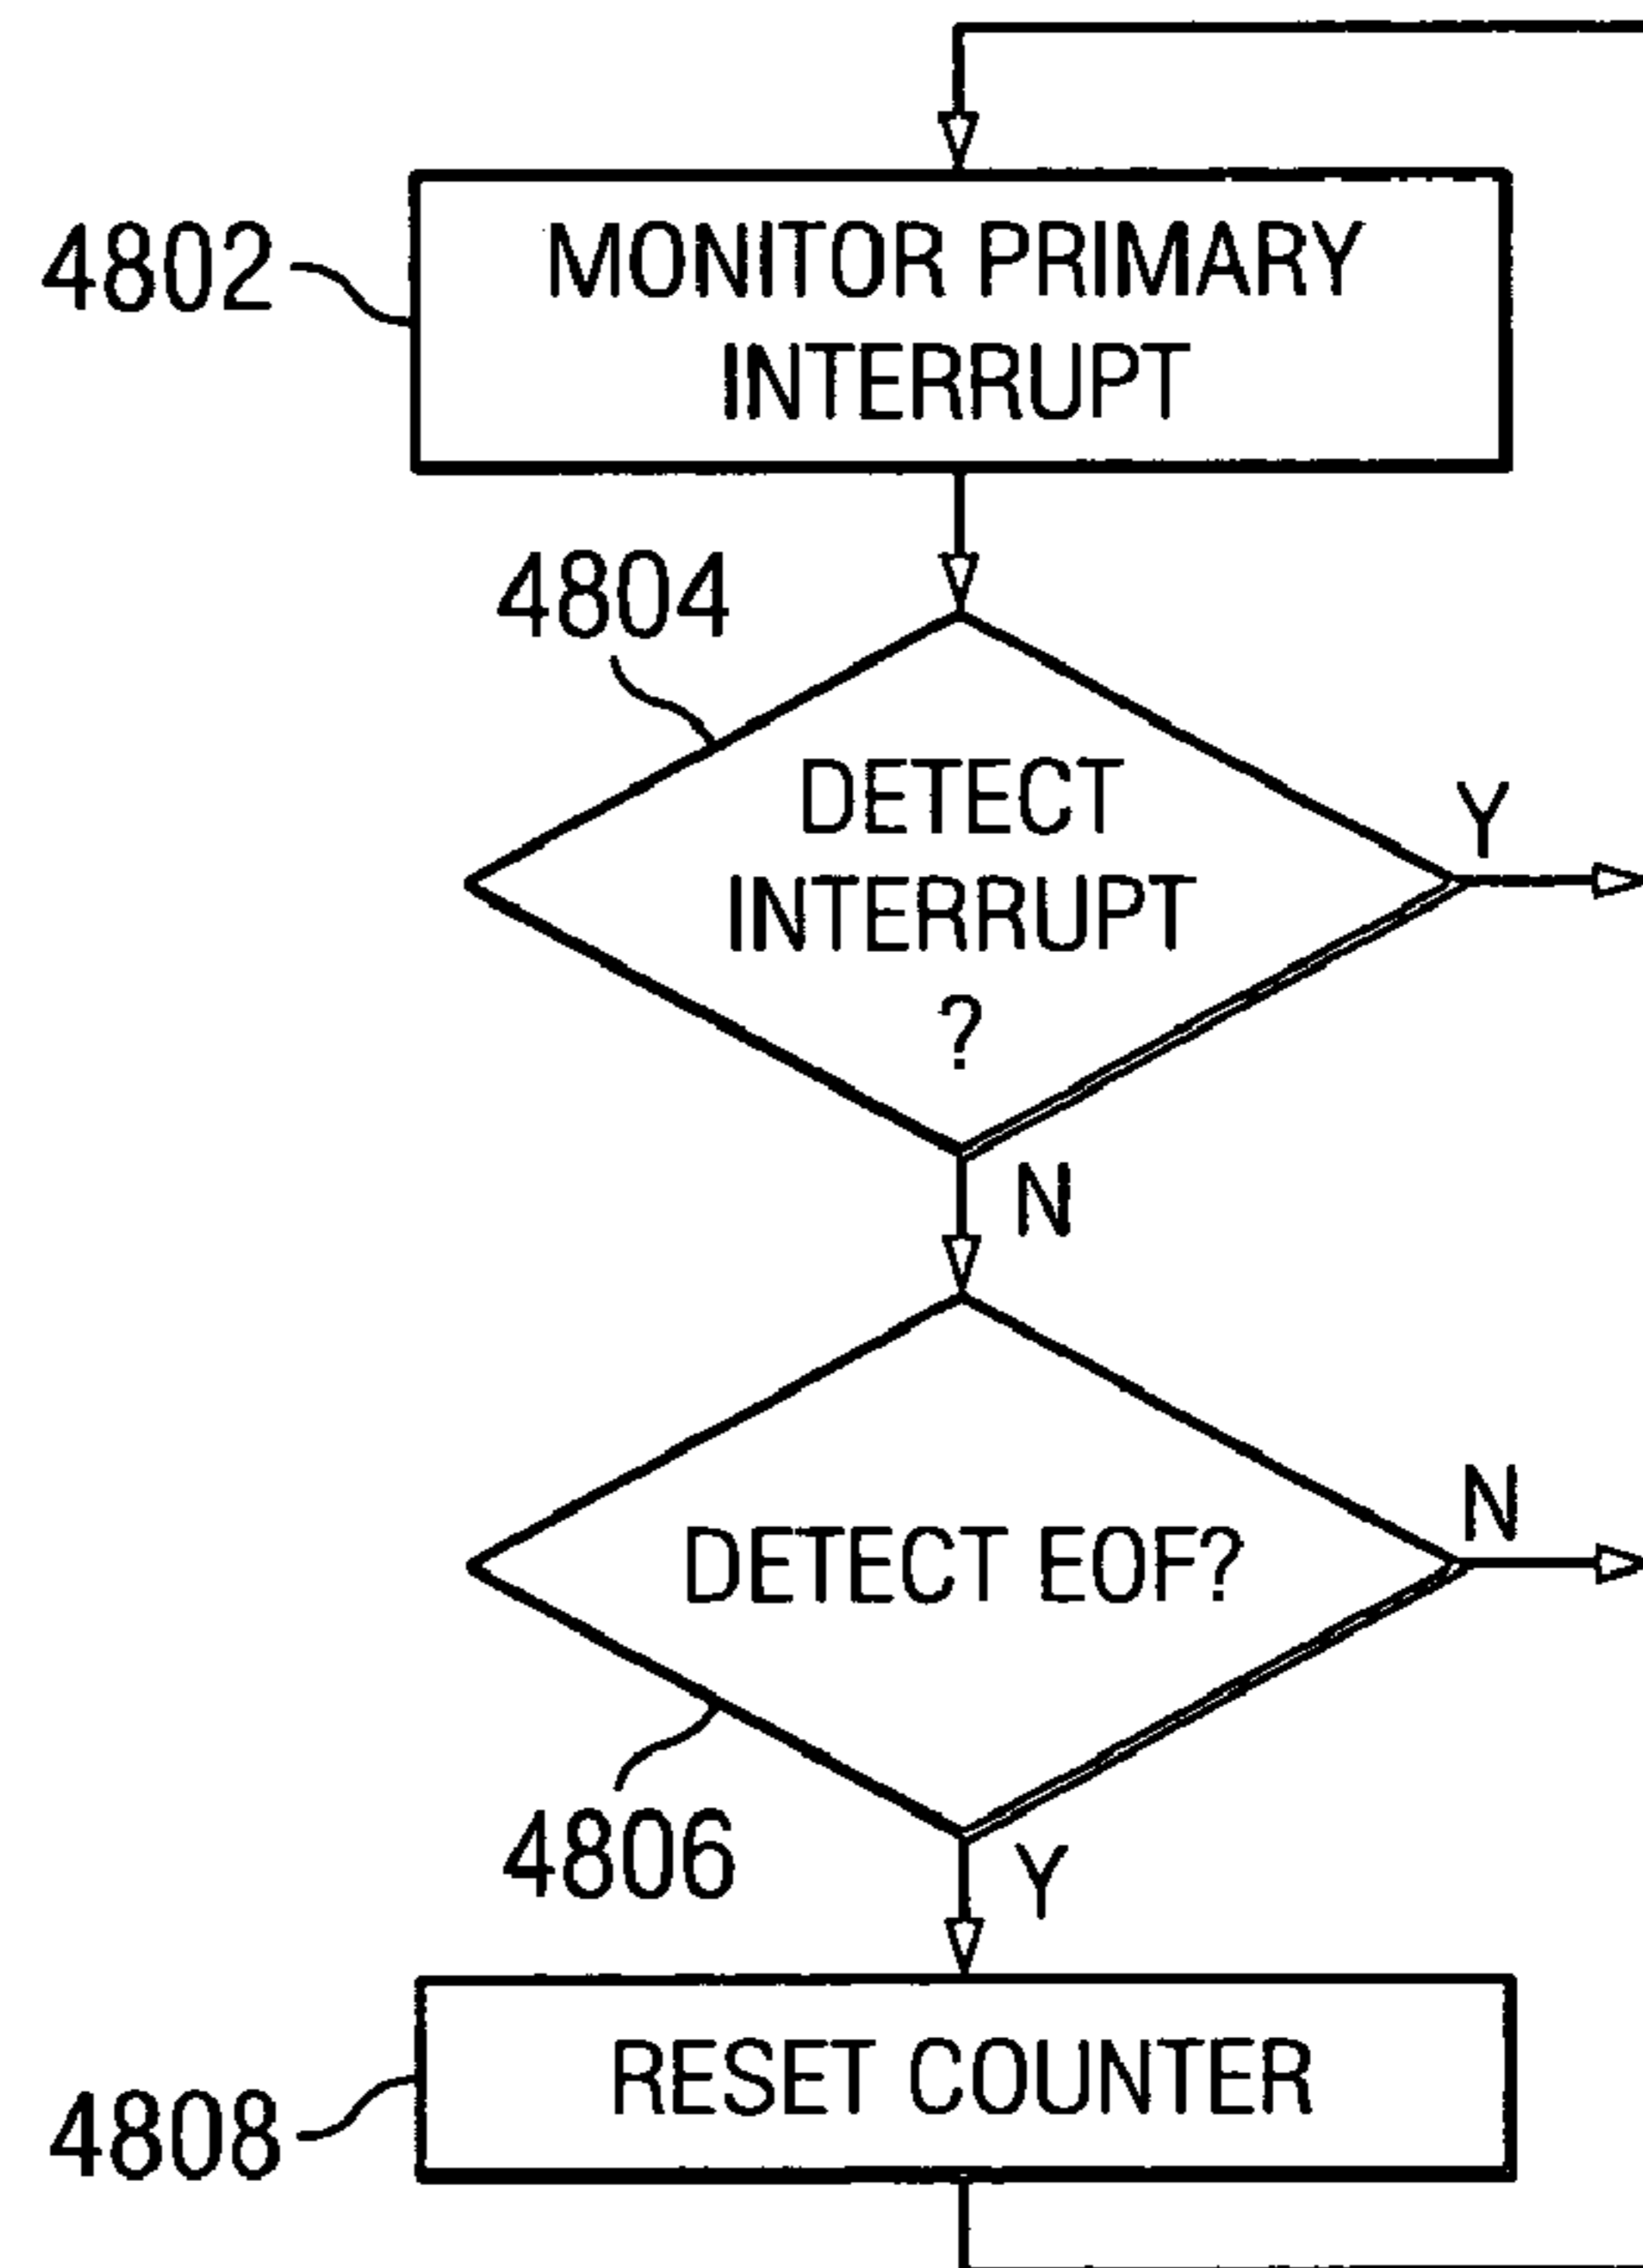 4802
MONITOR PRIMARY
INTERRUPT
4804
DETECT
INTERRUPT
?
Y
N
DETECT EOF?
N
4806
Y
RESET COUNTER
4808